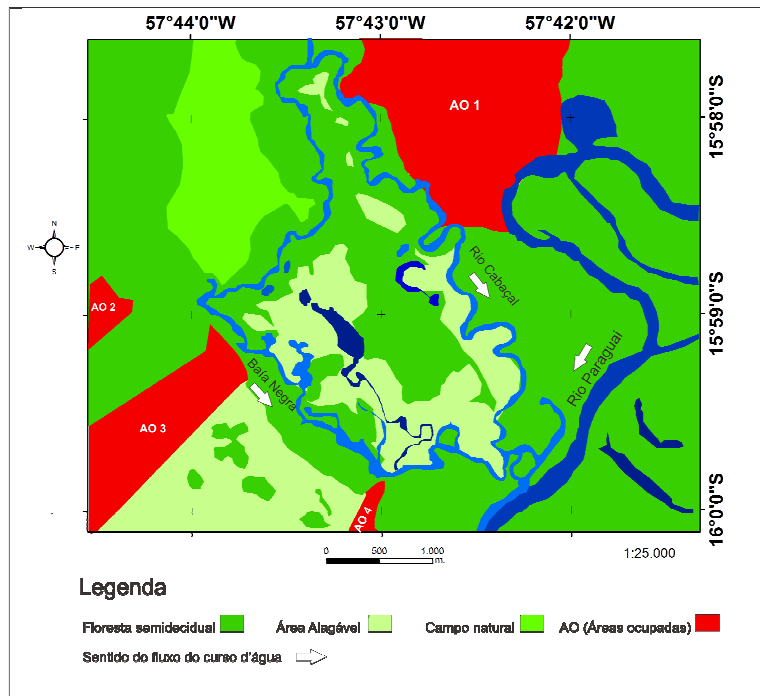 57°44'0"W 57°43'0"W 57°42'0"W
15°58'0"S
AO 1
N
W E
S
Rio Cabaçal
AO 2
15°59'0"S
Rio Paraguai
Baía Negra
AO 3
AO 4
16°0'0"S
0 500 1.000
m.
1:25.000
Legenda
Floresta semidecidual Área Alagável Campo natural AO (Áreas ocupadas)
Sentido do fluxo do curso d'água